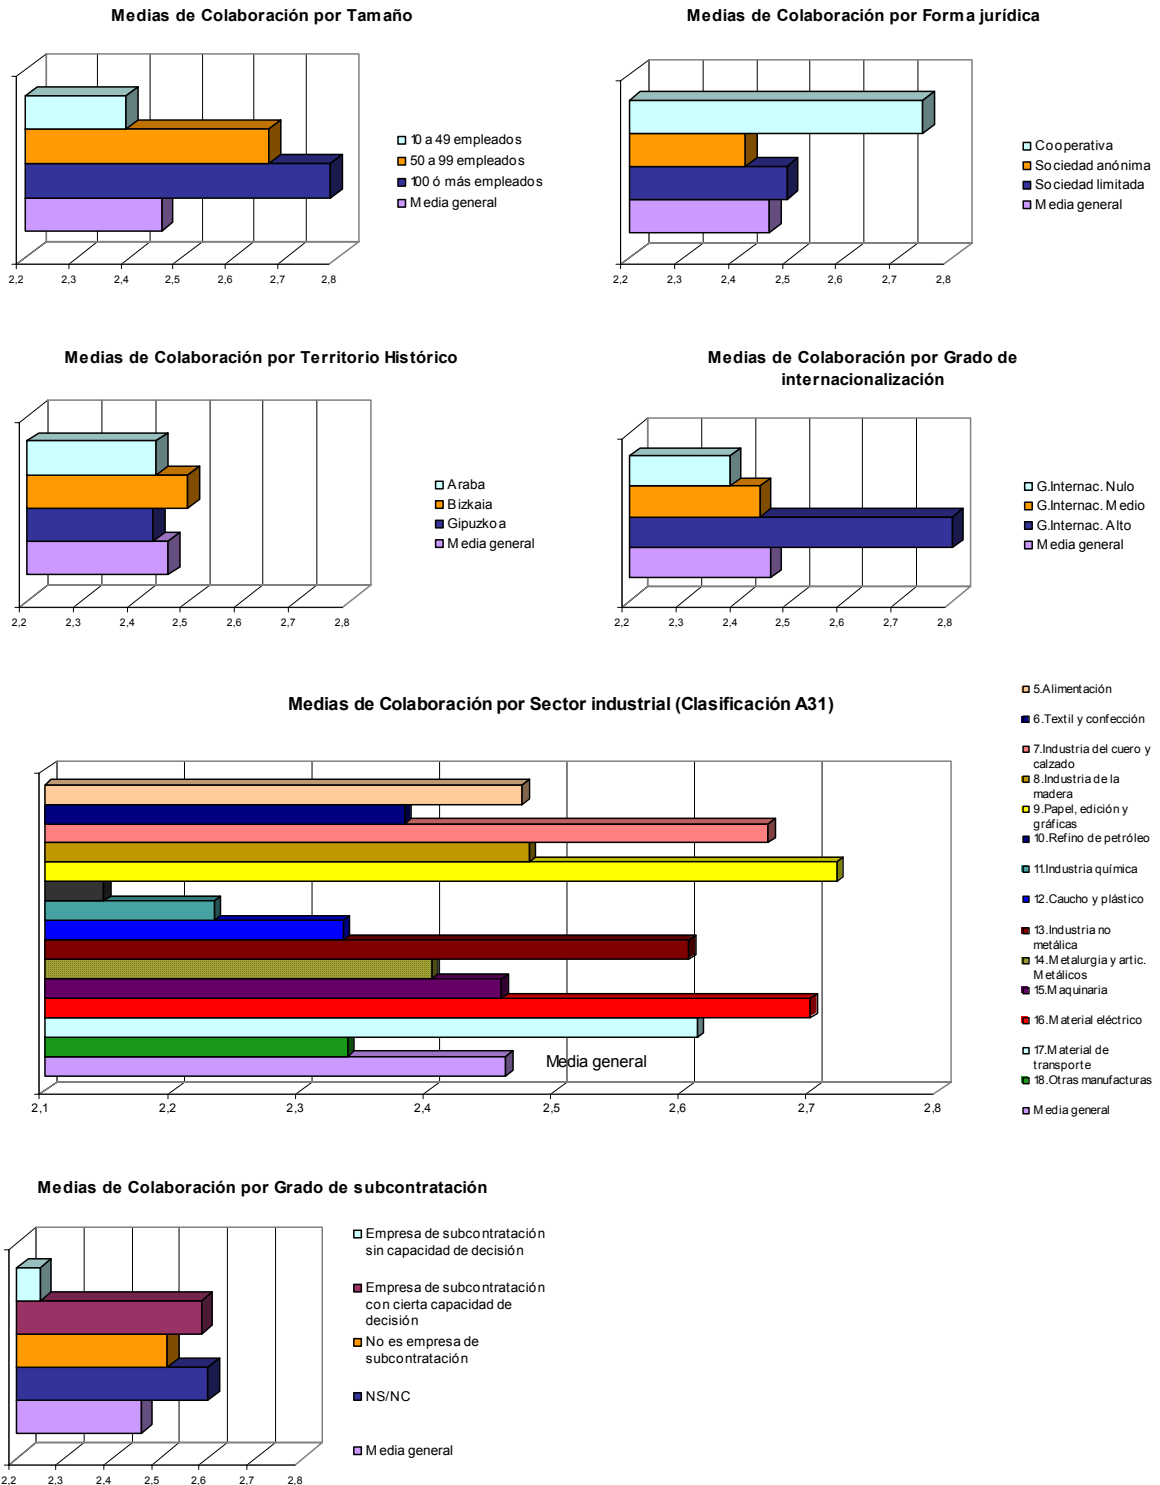 Medias de Colaboración por Tamaño
10 a 49 empleados
50 a 99 empleados
100 ó más empleados
Media general
2,2 2,3 2,4 2,5 2,6 2,7 2,8
Medias de Colaboración por Forma jurídica
Cooperativa
Sociedad anónima
Sociedad limitada
Media general
2,2 2,3 2,4 2,5 2,6 2,7 2,8
Medias de Colaboración por Territorio Histórico
Araba
Bizkaia
Gipuzkoa
Media general
2,2 2,3 2,4 2,5 2,6 2,7 2,8
Medias de Colaboración por Grado de
internacionalización
G.Internac. Nulo
G.Internac. Medio
G.Internac. Alto
Media general
2,2 2,3 2,4 2,5 2,6 2,7 2,8
Medias de Colaboración por Sector industrial (Clasificación A31)
Media general
2,1 2,2 2,3 2,4 2,5 2,6 2,7 2,8
5.Alimentación
6.Textil y confección
7.Industria del cuero y
calzado
8.Industria de la
madera
9.Papel, edición y
gráficas
10.Refino de petróleo
11.Industria química
12.Caucho y plástico
13.Industria no
metálica
14.Metalurgia y artic.
Metálicos
15.Maquinaria
16.Material eléctrico
17.Material de
transporte
18.Otras manufacturas
Media general
Medias de Colaboración por Grado de subcontratación
Empresa de subcontratación
sin capacidad de decisión
Empresa de subcontratación
con cierta capacidad de
decisión
No es empresa de
subcontratación
NS/NC
Media general
2,2 2,3 2,4 2,5 2,6 2,7 2,8